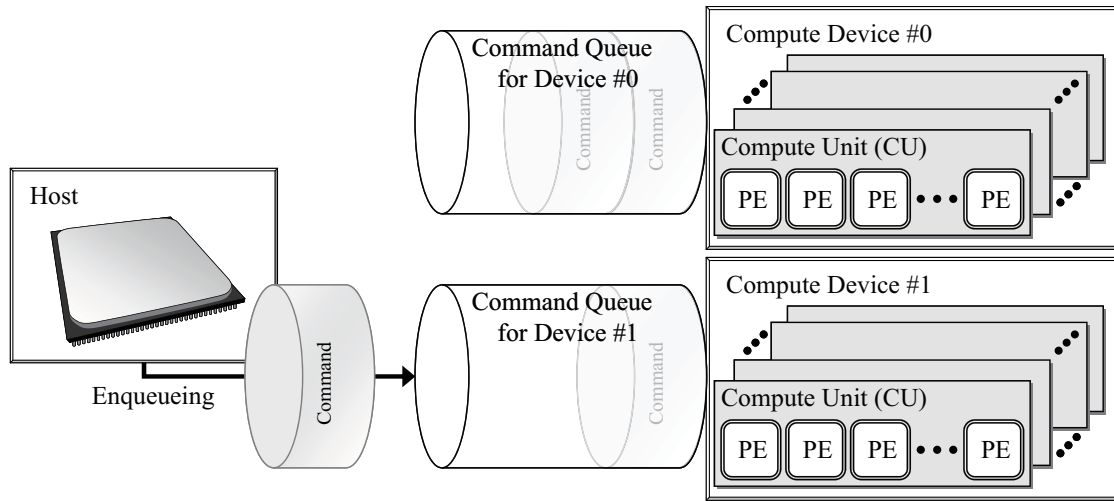 Host
Enqueueing
Command
Command Queue
for Device #0
Command
Command
Compute Device #0
Compute Unit (CU)
PE PE PE PE
Command Queue
for Device #1
Command
Compute Device #1
Compute Unit (CU)
PE PE PE PE